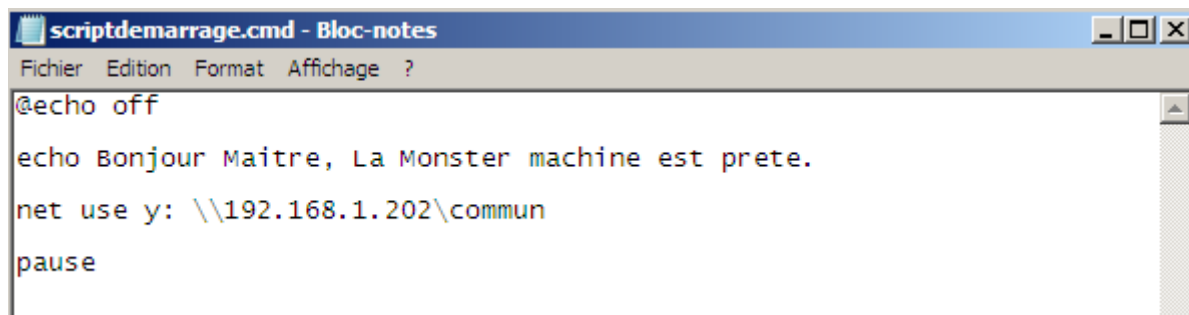 scriptdemarrage.cmd - Bloc-notes
Fichier Edition Format Affichage ?
@echo off
echo Bonjour Maitre, La Monster machine est prete.
net use y: \\192.168.1.202\commun
pause